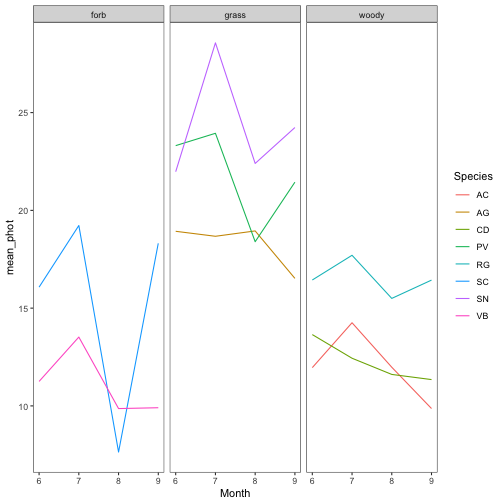 forb grass woody
25
20
15
10
mean_phot
6 7 8 9 6 7 8 9 6 7 8 9
Month
Species
AC
AG
CD
PV
RG
SC
SN
VB